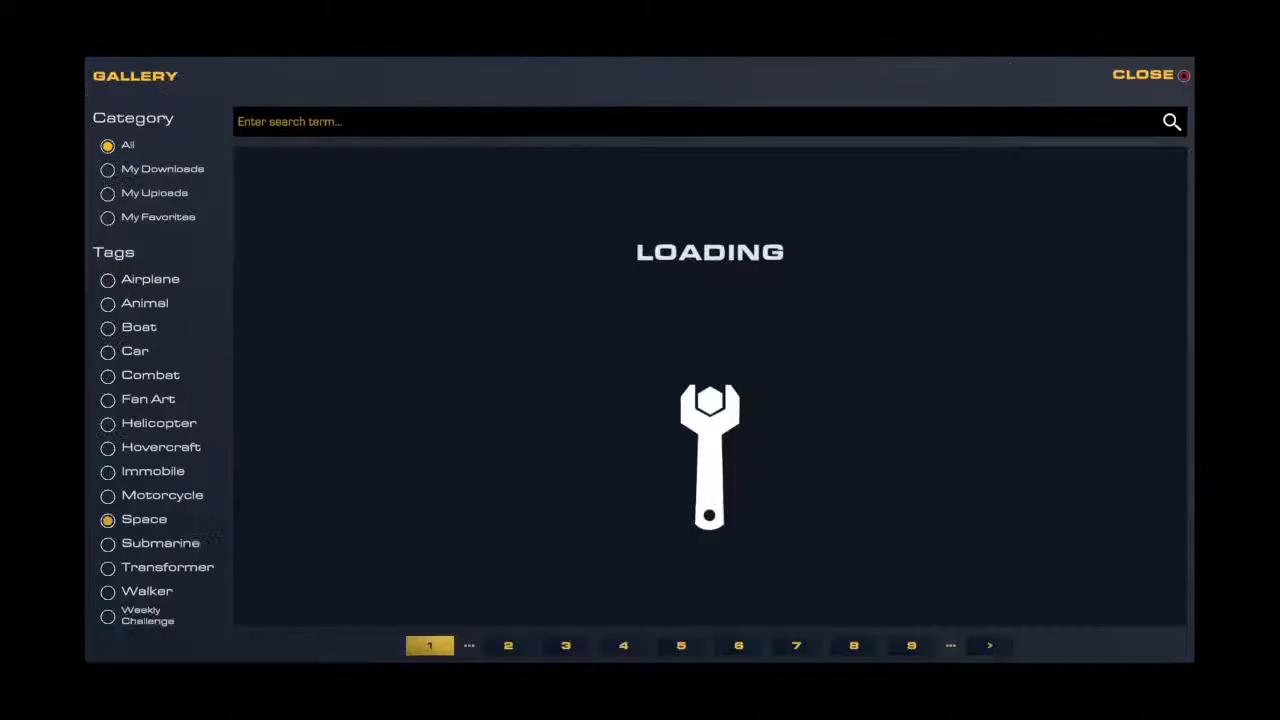 GALLERY
CLOSE
Category
Enter search term...
All
My Downloads
My Uploads
My Favorites
LOADING
Tags
Airplane
Animal
Boat
Car
Combat
Fan Art
Helicopter
Hovercraft
Immobile
Motorcycle
Space
Submarine
Transformer
Walker
Weekly
Challenge
1 ... 2 3 4 5 6 7 8 9 ... >